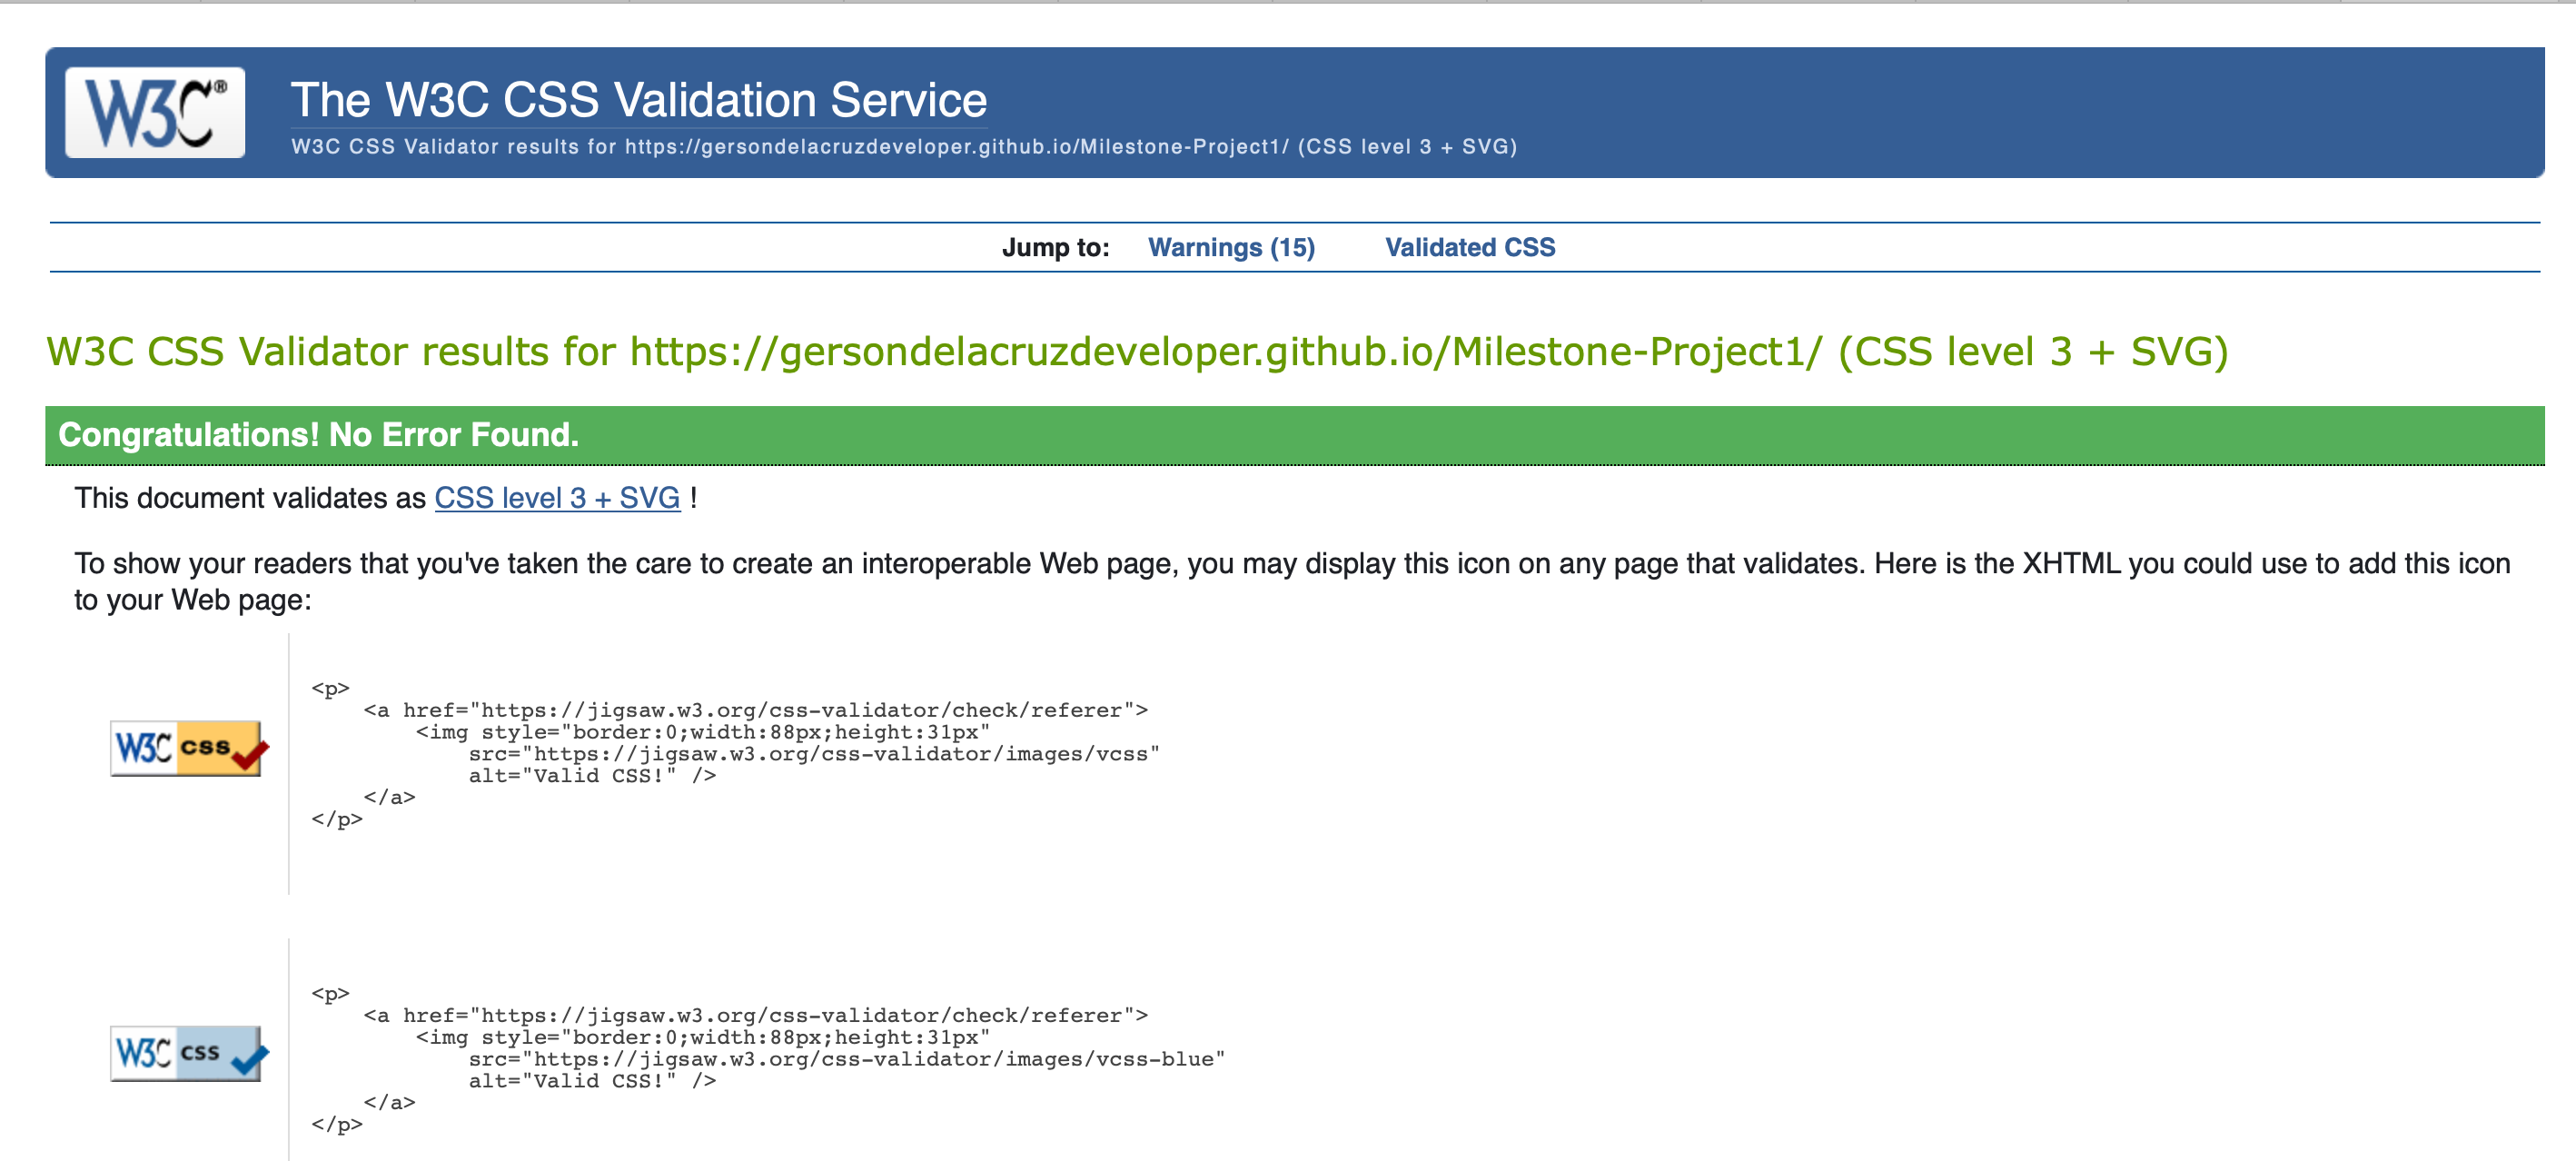 W3C®
The W3C CSS Validation Service
W3C CSS Validator results for https://gersondelacruzdeveloper.github.io/Milestone-Project1/ (CSS level 3 + SVG)
Jump to: Warnings (15) Validated CSS
W3C CSS Validator results for https://gersondelacruzdeveloper.github.io/Milestone-Project1/ (CSS level 3 + SVG)
Congratulations! No Error Found.
This document validates as CSS level 3 + SVG !
To show your readers that you've taken the care to create an interoperable Web page, you may display this icon on any page that validates. Here is the XHTML you could use to add this icon
to your Web page:
<p>
<a href="https://jigsaw.w3.org/css-validator/check/referer">
<img style="border:0;width:88px;height:31px"
W3C css
src="https://jigsaw.w3.org/css-validator/images/vcss"
alt="Valid CSS!" />
</a>
</p>
<p>
<a href="https://jigsaw.w3.org/css-validator/check/referer">
<img style="border:0;width:88px;height:31px"
W3C css
src="https://jigsaw.w3.org/css-validator/images/vcss-blue"
alt="Valid CSS!" />
</a>
</p>